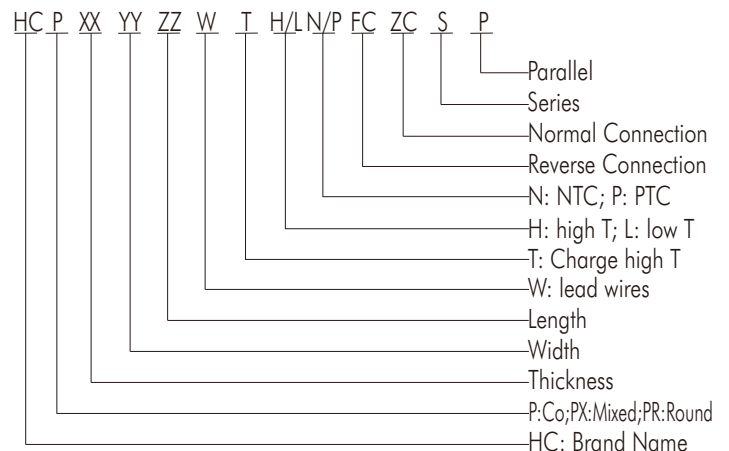 HC P XX YY ZZ W T H/L N/P FC ZC S P
Parallel
Series
Normal Connection
Reverse Connection
N: NTC; P: PTC
H: high T; L: low T
T: Charge high T
W: lead wires
Length
Width
Thickness
P:Co;PX:Mixed;PR:Round
HC: Brand Name